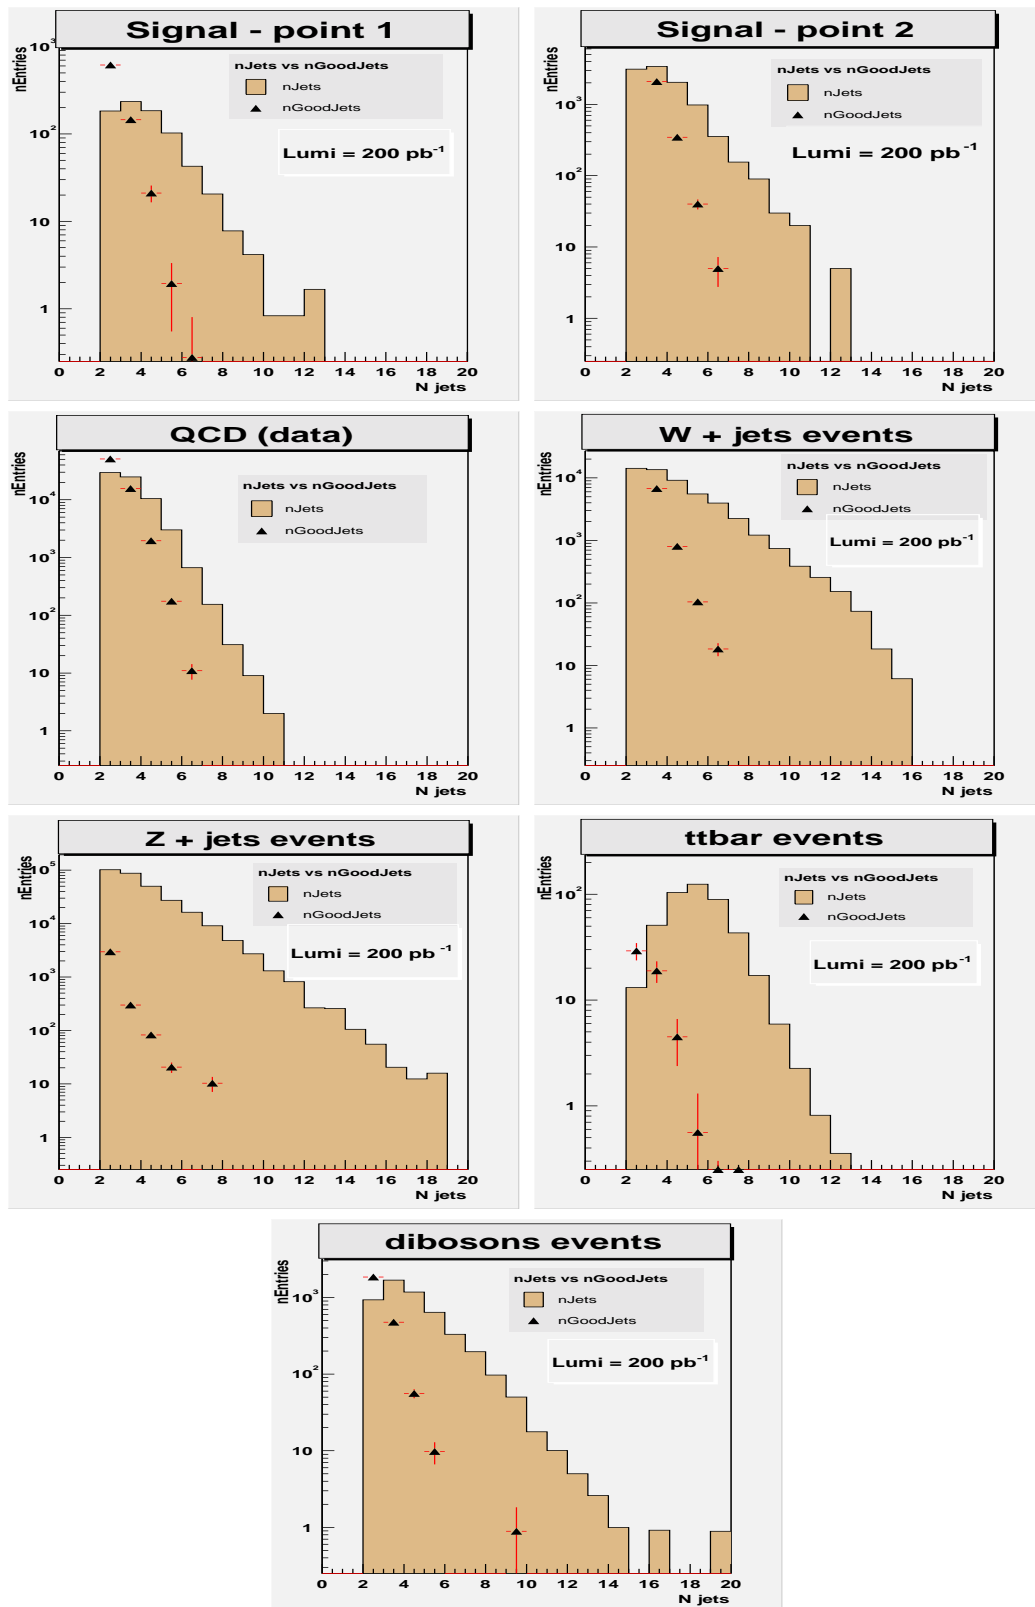 Signal - point 1
nEntries
nJets vs nGoodJets
nJets
nGoodJets
Lumi = 200 pb⁻¹
10³
10²
10
1
0 2 4 6 8 10 12 14 16 18 20
N jets
Signal - point 2
nEntries
nJets vs nGoodJets
nJets
nGoodJets
Lumi = 200 pb⁻¹
10³
10²
10
1
0 2 4 6 8 10 12 14 16 18 20
N jets
QCD (data)
nEntries
nJets vs nGoodJets
nJets
nGoodJets
10⁴
10³
10²
10
1
0 2 4 6 8 10 12 14 16 18 20
N jets
W + jets events
nEntries
nJets vs nGoodJets
nJets
nGoodJets
Lumi = 200 pb⁻¹
10⁴
10³
10²
10
1
0 2 4 6 8 10 12 14 16 18 20
N jets
Z + jets events
nEntries
nJets vs nGoodJets
nJets
nGoodJets
Lumi = 200 pb⁻¹
10⁵
10⁴
10³
10²
10
1
0 2 4 6 8 10 12 14 16 18 20
N jets
ttbar events
nEntries
nJets vs nGoodJets
nJets
nGoodJets
Lumi = 200 pb⁻¹
10²
10
1
0 2 4 6 8 10 12 14 16 18 20
N jets
dibosons events
nEntries
nJets vs nGoodJets
nJets
nGoodJets
Lumi = 200 pb⁻¹
10³
10²
10
1
0 2 4 6 8 10 12 14 16 18 20
N jets